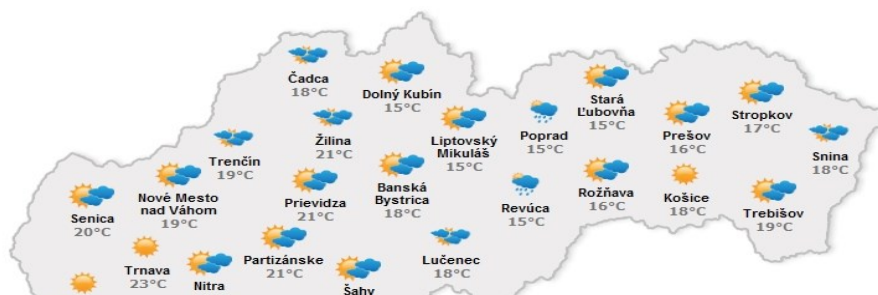 Čadca
18°C
Dolný Kubín
15°C
Stará
Ľubovňa
15°C
Stropkov
17°C
Žilina
21°C
Liptovský
Mikuláš
15°C
Poprad
15°C
Prešov
16°C
Snina
18°C
Trenčín
19°C
Banská
Bystrica
18°C
Rožňava
16°C
Košice
18°C
Nové Mesto
nad Váhom
19°C
Prievidza
21°C
Revúca
15°C
Trebišov
19°C
Senica
20°C
Partizánske
21°C
Lučenec
18°C
Trnava
23°C
Nitra
Šahy